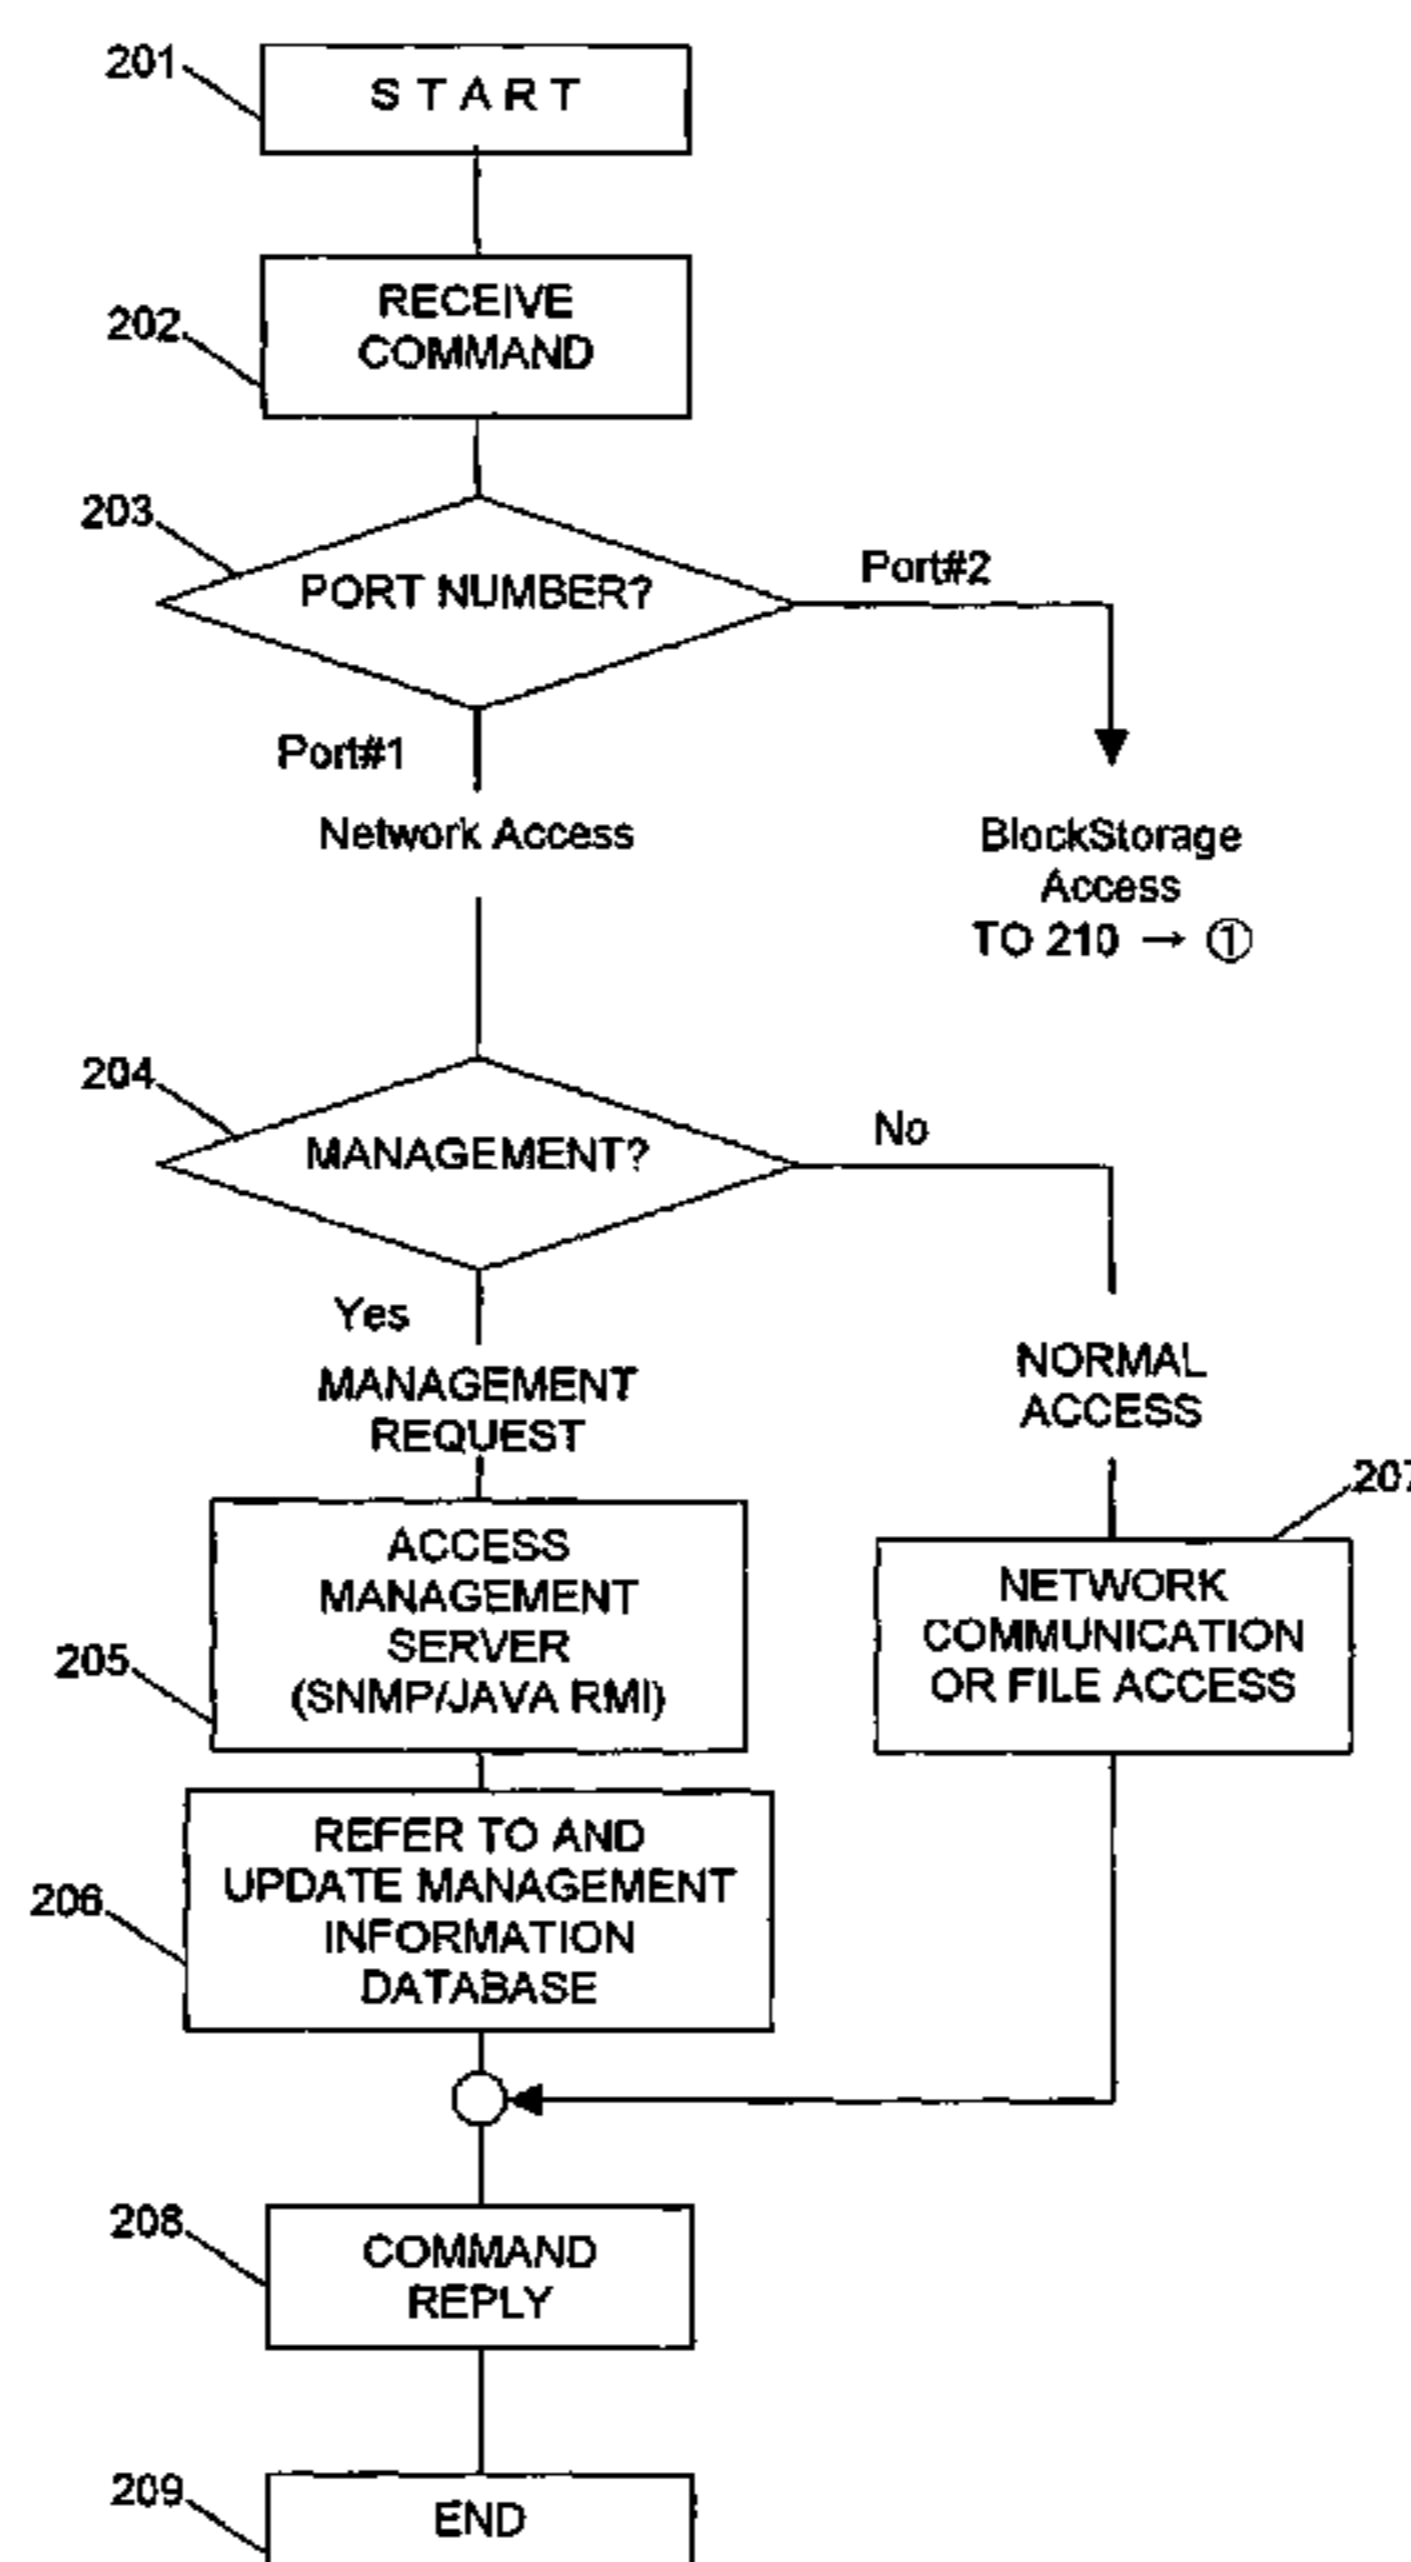 201
S T A R T
202
RECEIVE
COMMAND
203
PORT NUMBER?
Port#2
Port#1
Network Access
BlockStorage
Access
TO 210 → ①
204
MANAGEMENT?
No
Yes
MANAGEMENT
REQUEST
NORMAL
ACCESS
205
ACCESS
MANAGEMENT
SERVER
(SNMP/JAVA RMI)
207
NETWORK
COMMUNICATION
OR FILE ACCESS
206
REFER TO AND
UPDATE MANAGEMENT
INFORMATION
DATABASE
208
COMMAND
REPLY
209
END